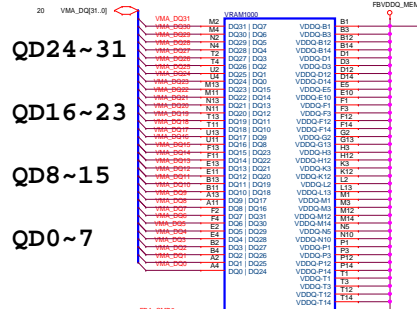 20 VMA_DQ[31..0] FBVDDQ_MEM
VRAM1000
VMA_DQ31 M2 DQ31 | DQ7 VDDQ-B1 B1
VMA_DQ30 M4 DQ30 | DQ6 VDDQ-B3 B3
VMA_DQ29 N2 DQ29 | DQ5 VDDQ-B12 B12
VMA_DQ28 N4 DQ28 | DQ4 VDDQ-B14 B14
QD24~31
VMA_DQ27 T2 DQ27 | DQ3 VDDQ-D1 D1
VMA_DQ26 T4 DQ26 | DQ2 VDDQ-D3 D3
VMA_DQ25 U2 DQ25 | DQ1 VDDQ-D12 D12
VMA_DQ24 U4 DQ24 | DQ0 VDDQ-D14 D14
VMA_DQ23 M13 DQ23 | DQ15 VDDQ-E5 E5
VMA_DQ22 M11 DQ22 | DQ14 VDDQ-E10 E10
VMA_DQ21 N13 DQ21 | DQ13 VDDQ-F1 F1
VMA_DQ20 N11 DQ20 | DQ12 VDDQ-F3 F3
QD16~23
VMA_DQ19 T13 DQ19 | DQ11 VDDQ-F12 F12
VMA_DQ18 T11 DQ18 | DQ10 VDDQ-F14 F14
VMA_DQ17 U13 DQ17 | DQ9 VDDQ-G2 G2
VMA_DQ16 U11 DQ16 | DQ8 VDDQ-G13 G13
VMA_DQ15 F13 DQ15 | DQ23 VDDQ-H3 H3
VMA_DQ14 F11 DQ14 | DQ22 VDDQ-H12 H12
VMA_DQ13 E13 DQ13 | DQ21 VDDQ-K3 K3
VMA_DQ12 E11 DQ12 | DQ20 VDDQ-K12 K12
QD8~15
VMA_DQ11 B13 DQ11 | DQ19 VDDQ-L2 L2
VMA_DQ10 B11 DQ10 | DQ18 VDDQ-L13 L13
VMA_DQ9 A13 DQ9 | DQ17 VDDQ-M1 M1
VMA_DQ8 A11 DQ8 | DQ16 VDDQ-M3 M3
VMA_DQ7 F2 DQ7 | DQ31 VDDQ-M12 M12
VMA_DQ6 F4 DQ6 | DQ30 VDDQ-M14 M14
VMA_DQ5 E2 DQ5 | DQ29 VDDQ-N5 N5
VMA_DQ4 E4 DQ4 | DQ28 VDDQ-N10 N10
QD0~7
VMA_DQ3 B2 DQ3 | DQ27 VDDQ-P1 P1
VMA_DQ2 B4 DQ2 | DQ26 VDDQ-P3 P3
VMA_DQ1 A2 DQ1 | DQ25 VDDQ-P12 P12
VMA_DQ0 A4 DQ0 | DQ24 VDDQ-P14 P14
VDDQ-T1 T1
VDDQ-T3 T3
VDDQ-T12 T12
VDDQ-T14 T14